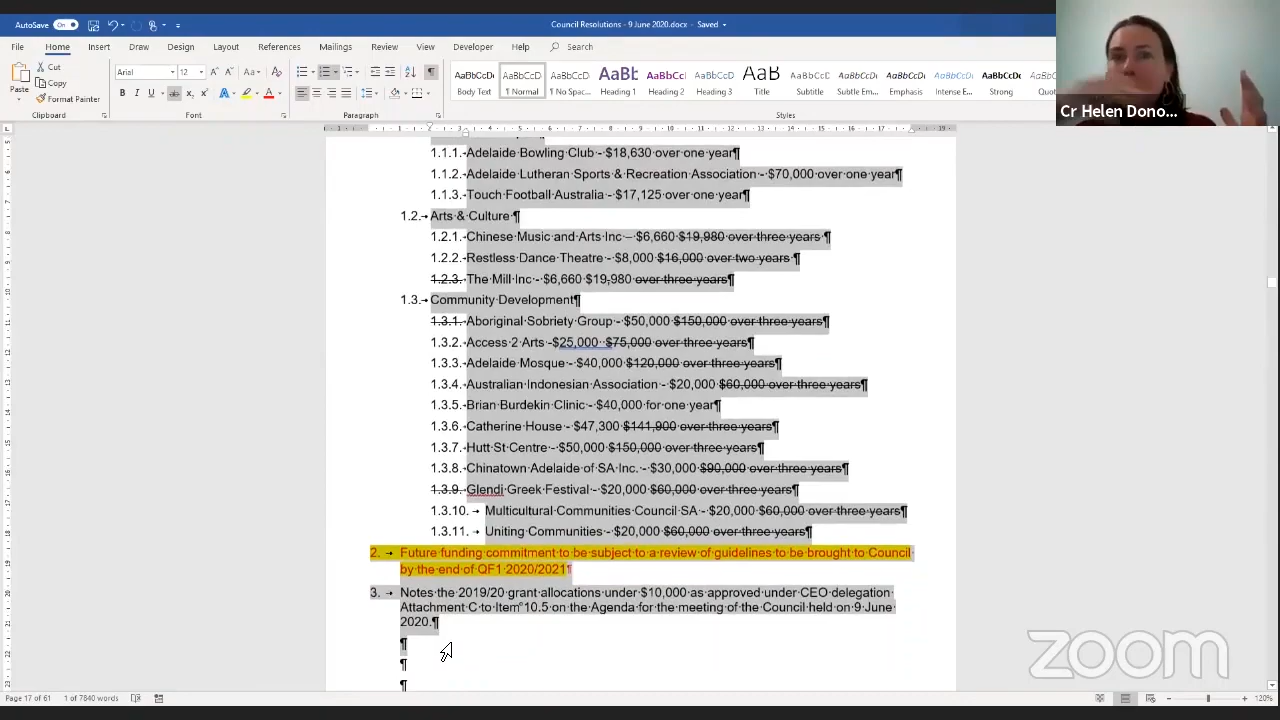 AutoSave On
Council Resolutions - 9 June 2020.docx - Saved
File Home Insert Draw Design Layout References Mailings Review View Developer Help Search
Paste
Cut
Copy
Format Painter
Arial 12
AaBbCcDc Body Text
AaBbCcD ¶ Normal
AaBbCcD ¶ No Spac...
AaBb Heading 1
AaBbCc Heading 2
AaBbCcD Heading 3
AaB Title
AaBbCcD Subtitle
AaBbCcD Subtle Em...
AaBbCcD Emphasis
AaBbCcD Intense E...
AaBbCcD Strong
Clipboard
Font
Paragraph
Styles
Cr Helen Dono...
1.1.1. Adelaide Bowling Club - $18,630 over one year¶
1.1.2. Adelaide Lutheran Sports & Recreation Association - $70,000 over one year¶
1.1.3. Touch Football Australia - $17,125 over one year¶
1.2. Arts & Culture ¶
1.2.1. Chinese Music and Arts Inc – $6,660 $19,980 over three years ¶
1.2.2. Restless Dance Theatre - $8,000 $16,000 over two years ¶
1.2.3. The Mill Inc - $6,660 $19,980 over three years¶
1.3. Community Development¶
1.3.1. Aboriginal Sobriety Group - $50,000 $150,000 over three years¶
1.3.2. Access 2 Arts -$25,000 $75,000 over three years¶
1.3.3. Adelaide Mosque - $40,000 $120,000 over three years¶
1.3.4. Australian Indonesian Association - $20,000 $60,000 over three years¶
1.3.5. Brian Burdekin Clinic - $40,000 for one year¶
1.3.6. Catherine House - $47,300 $141,900 over three years¶
1.3.7. Hutt St Centre - $50,000 $150,000 over three years¶
1.3.8. Chinatown Adelaide of SA Inc. - $30,000 $90,000 over three years¶
1.3.9. Glendi Greek Festival - $20,000 $60,000 over three years¶
1.3.10. Multicultural Communities Council SA - $20,000 $60,000 over three years¶
1.3.11. Uniting Communities - $20,000 $60,000 over three years¶
2. Future funding commitment to be subject to a review of guidelines to be brought to Council
by the end of QF1 2020/2021¶
3. Notes the 2019/20 grant allocations under $10,000 as approved under CEO delegation
Attachment C to Item 10.5 on the Agenda for the meeting of the Council held on 9 June
2020.¶
¶
¶
¶
zoom
Page 17 of 61 1 of 7840 words
120%